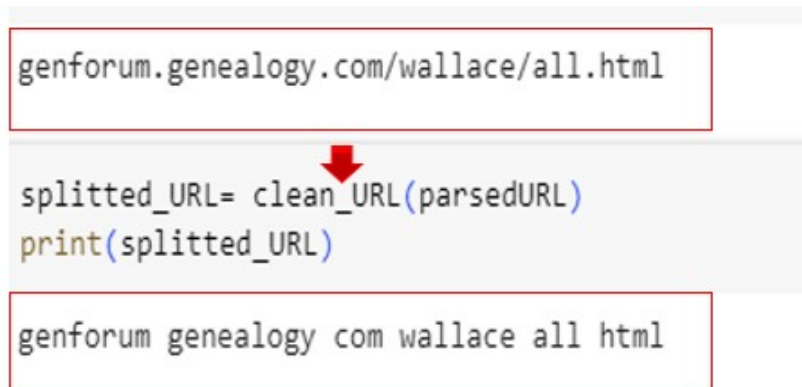 genforum.genealogy.com/wallace/all.html
splitted_URL= clean_URL(parsedURL)
print(splitted_URL)
genforum genealogy com wallace all html